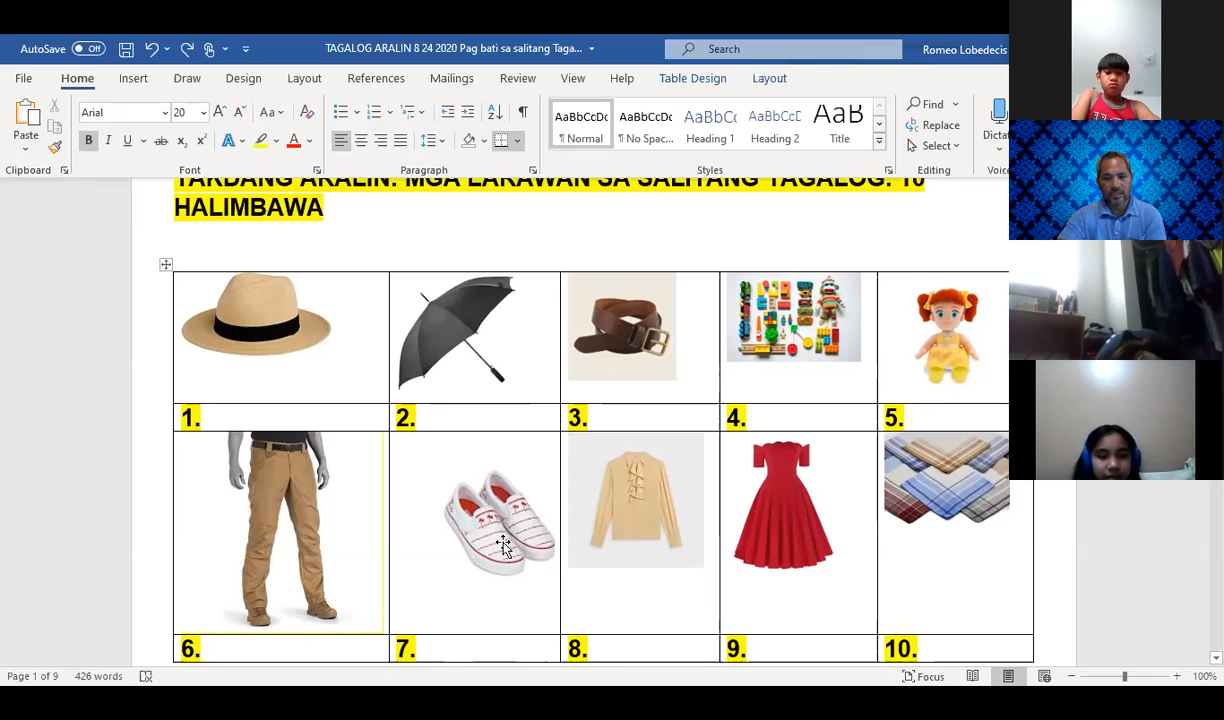 AutoSave Off
TAGALOG ARALIN 8 24 2020 Pag bati sa salitang Taga...
Search
Romeo Lobedecis
File Home Insert Draw Design Layout References Mailings Review View Help Table Design Layout
Arial 20
Paste
B I U
Clipboard
Font
Paragraph
AaBbCcDc
¶ Normal
AaBbCcDc
¶ No Spac...
AaBbCc
Heading 1
AaBbCcD
Heading 2
AaB
Title
Styles
Find
Replace
Select
Editing
Dictat
Voic
HALIMBAWA
1. 2. 3. 4. 5.
6. 7. 8. 9. 10.
Page 1 of 9 426 words
Focus
100%